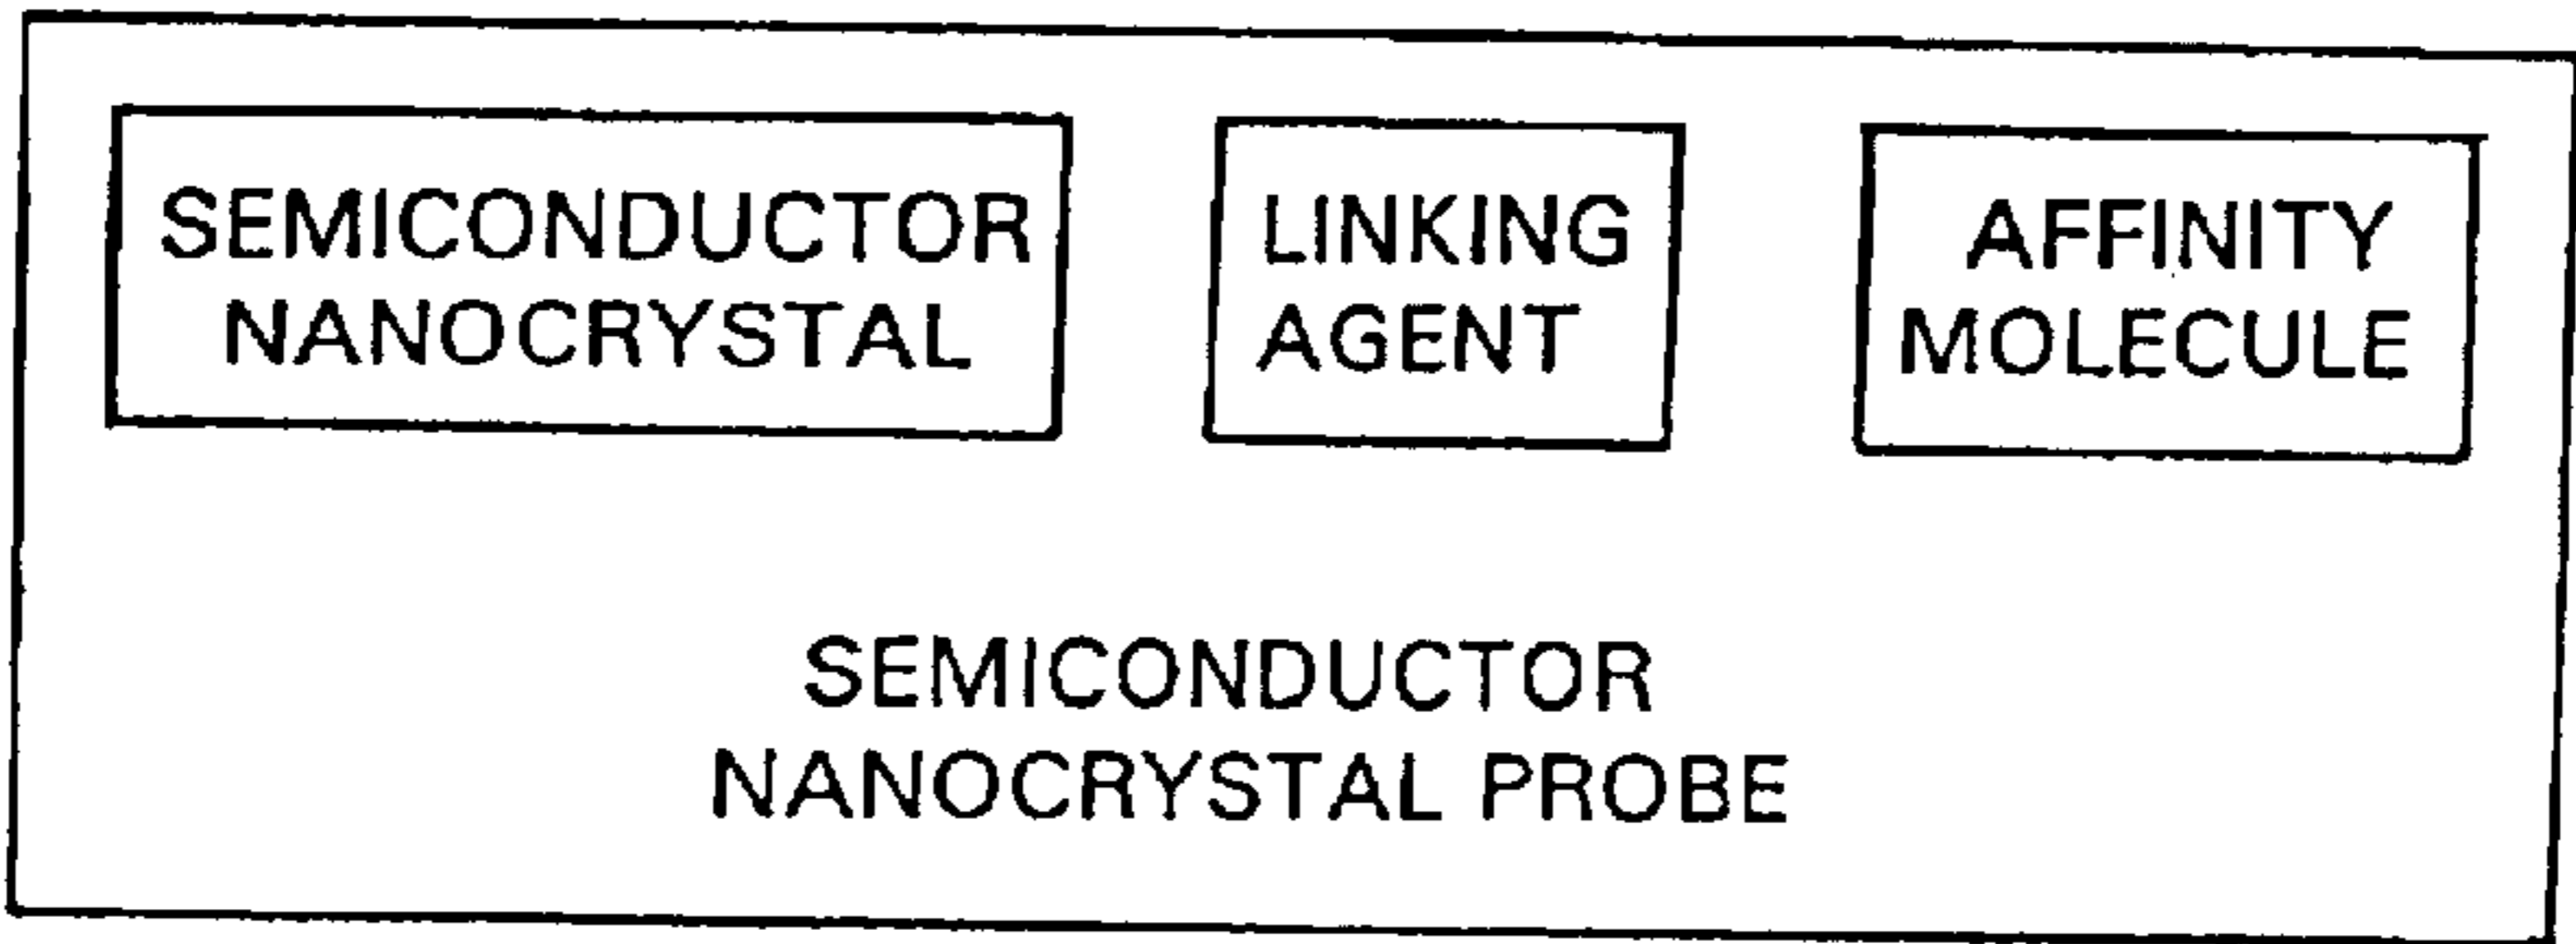 SEMICONDUCTOR
NANOCRYSTAL
LINKING
AGENT
AFFINITY
MOLECULE
SEMICONDUCTOR
NANOCRYSTAL PROBE